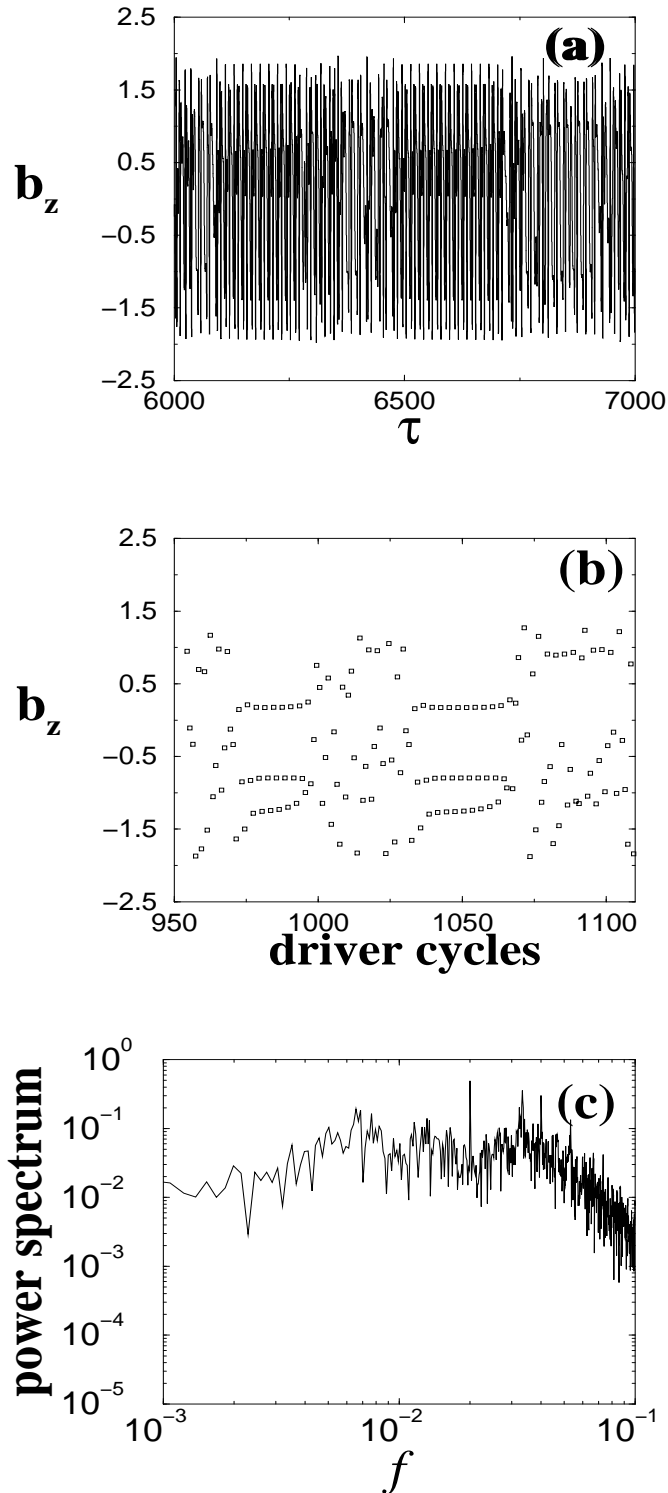 2.5
(a)
1.5
0.5
b_z
−0.5
−1.5
−2.5
6000 6500 7000
τ
2.5
(b)
1.5
0.5
b_z
−0.5
−1.5
−2.5
950 1000 1050 1100
driver cycles
10^0
(c)
10^−1
10^−2
10^−3
10^−4
10^−5
power spectrum
10^−3 10^−2 10^−1
f